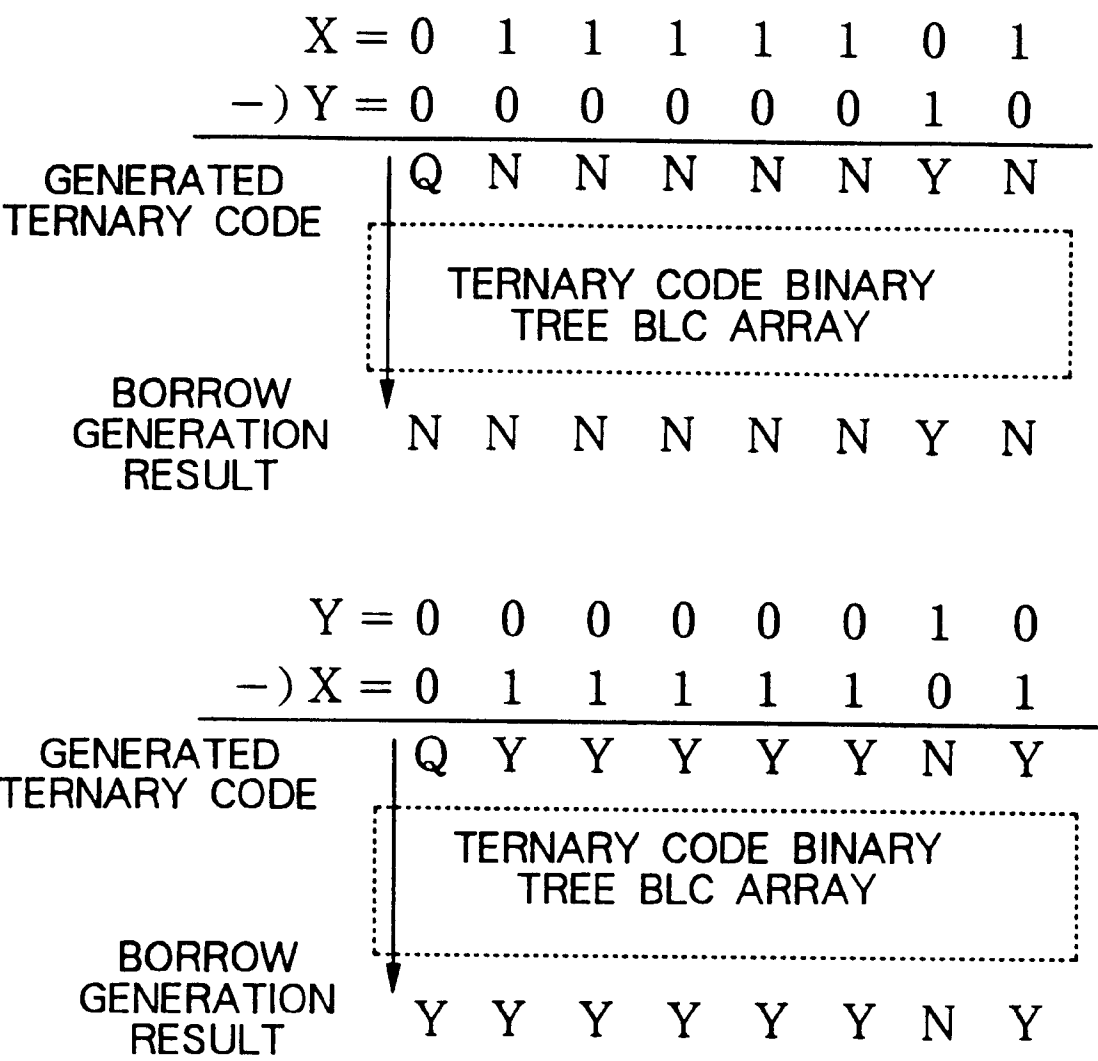 X = 0 1 1 1 1 1 0 1
−) Y = 0 0 0 0 0 0 1 0
GENERATED
TERNARY CODE
Q N N N N N Y N
TERNARY CODE BINARY
TREE BLC ARRAY
BORROW
GENERATION
RESULT
N N N N N N Y N
Y = 0 0 0 0 0 0 1 0
−) X = 0 1 1 1 1 1 0 1
GENERATED
TERNARY CODE
Q Y Y Y Y Y N Y
TERNARY CODE BINARY
TREE BLC ARRAY
BORROW
GENERATION
RESULT
Y Y Y Y Y Y N Y